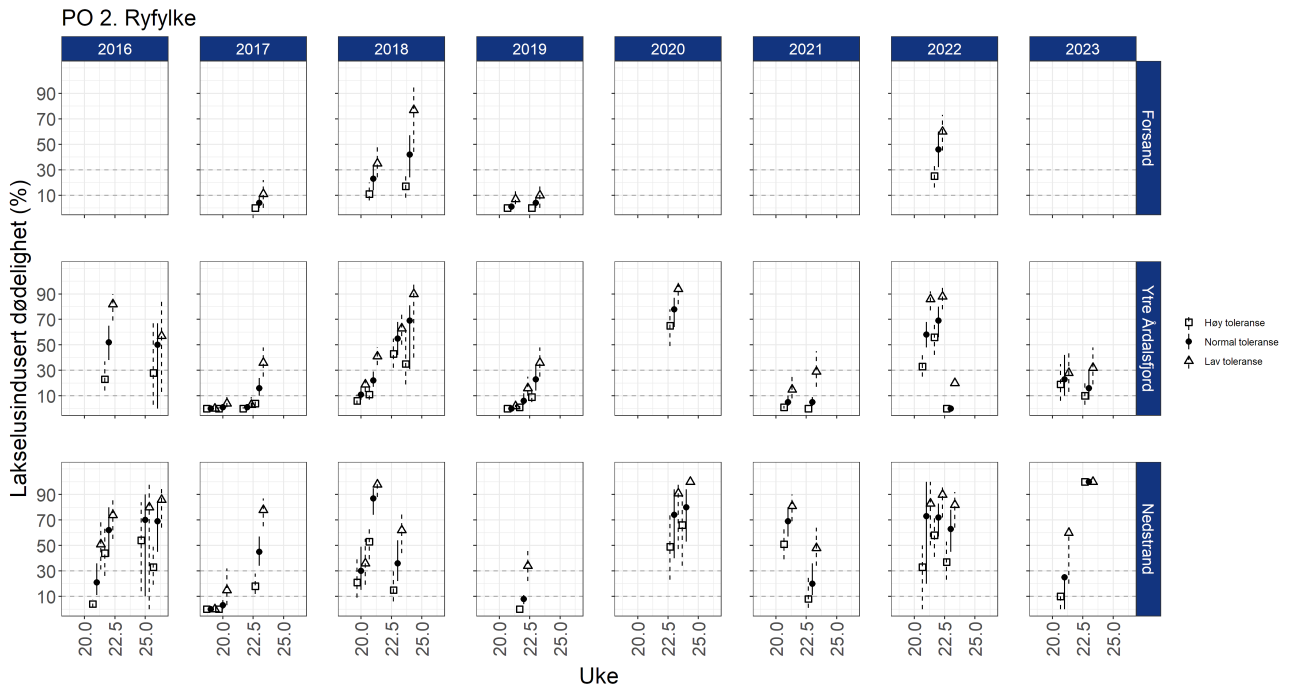 PO 2. Ryfylke
2016 2017 2018 2019 2020 2021 2022 2023
Lakselusindusert dødelighet (%)
90
70
50
30
10
Forsand
90
70
50
30
10
Ytre Årdalsfjord
90
70
50
30
10
Nedstrand
Høy toleranse
Normal toleranse
Lav toleranse
20.0 22.5 25.0 20.0 22.5 25.0 20.0 22.5 25.0 20.0 22.5 25.0 20.0 22.5 25.0 20.0 22.5 25.0 20.0 22.5 25.0 20.0 22.5 25.0
Uke